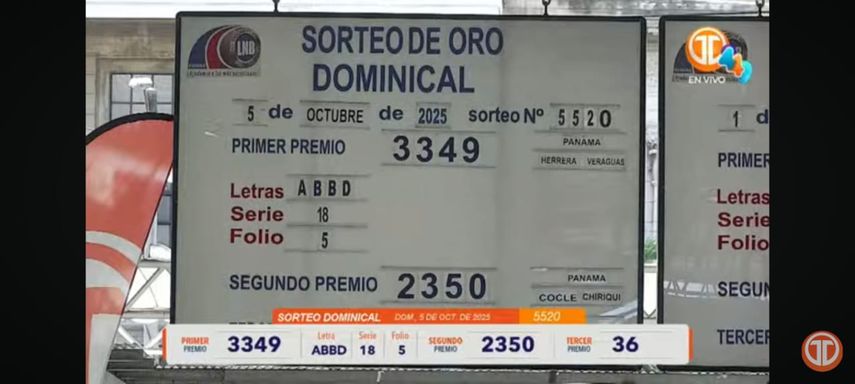 LNB
SORTEO DE ORO
DOMINICAL
5 de OCTUBRE de 2025 sorteo Nº 5520
PRIMER PREMIO 3349 PANAMA
HERRERA VERAGUAS
Letras ABBD
Serie 18
Folio 5
SEGUNDO PREMIO 2350 PANAMA
COCLE CHIRIQUI
EN VIVO
1 d
PRIMER
Letras
Serie
Folio
SEGUN
TERCER
SORTEO DOMINICAL DOM, 5 DE OCT. DE 2025 5520
PRIMER PREMIO 3349 Letra ABBD Serie 18 Folio 5 SEGUNDO PREMIO 2350 TERCER PREMIO 36